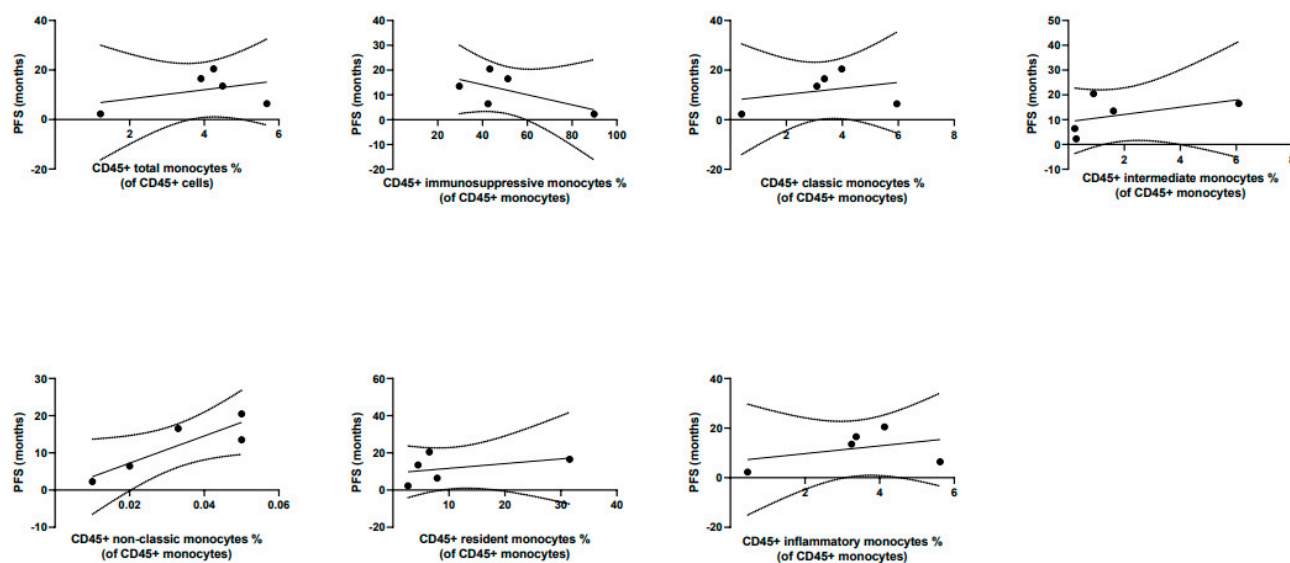 40
20
0
-20
PFS (months)
2
4
6
CD45+ total monocytes %
(of CD45+ cells)
40
30
20
10
0
-10
-20
PFS (months)
20
40
60
80
100
CD45+ immunosuppressive monocytes %
(of CD45+ monocytes)
40
20
0
-20
PFS (months)
2
4
6
8
CD45+ classic monocytes %
(of CD45+ monocytes)
50
40
30
20
10
0
-10
PFS (months)
2
4
6
8
CD45+ intermediate monocytes %
(of CD45+ monocytes)
30
20
10
0
-10
PFS (months)
0.02
0.04
0.06
CD45+ non-classic monocytes %
(of CD45+ monocytes)
60
40
20
0
-20
PFS (months)
10
20
30
40
CD45+ resident monocytes %
(of CD45+ monocytes)
40
20
0
-20
PFS (months)
2
4
6
CD45+ inflammatory monocytes %
(of CD45+ monocytes)